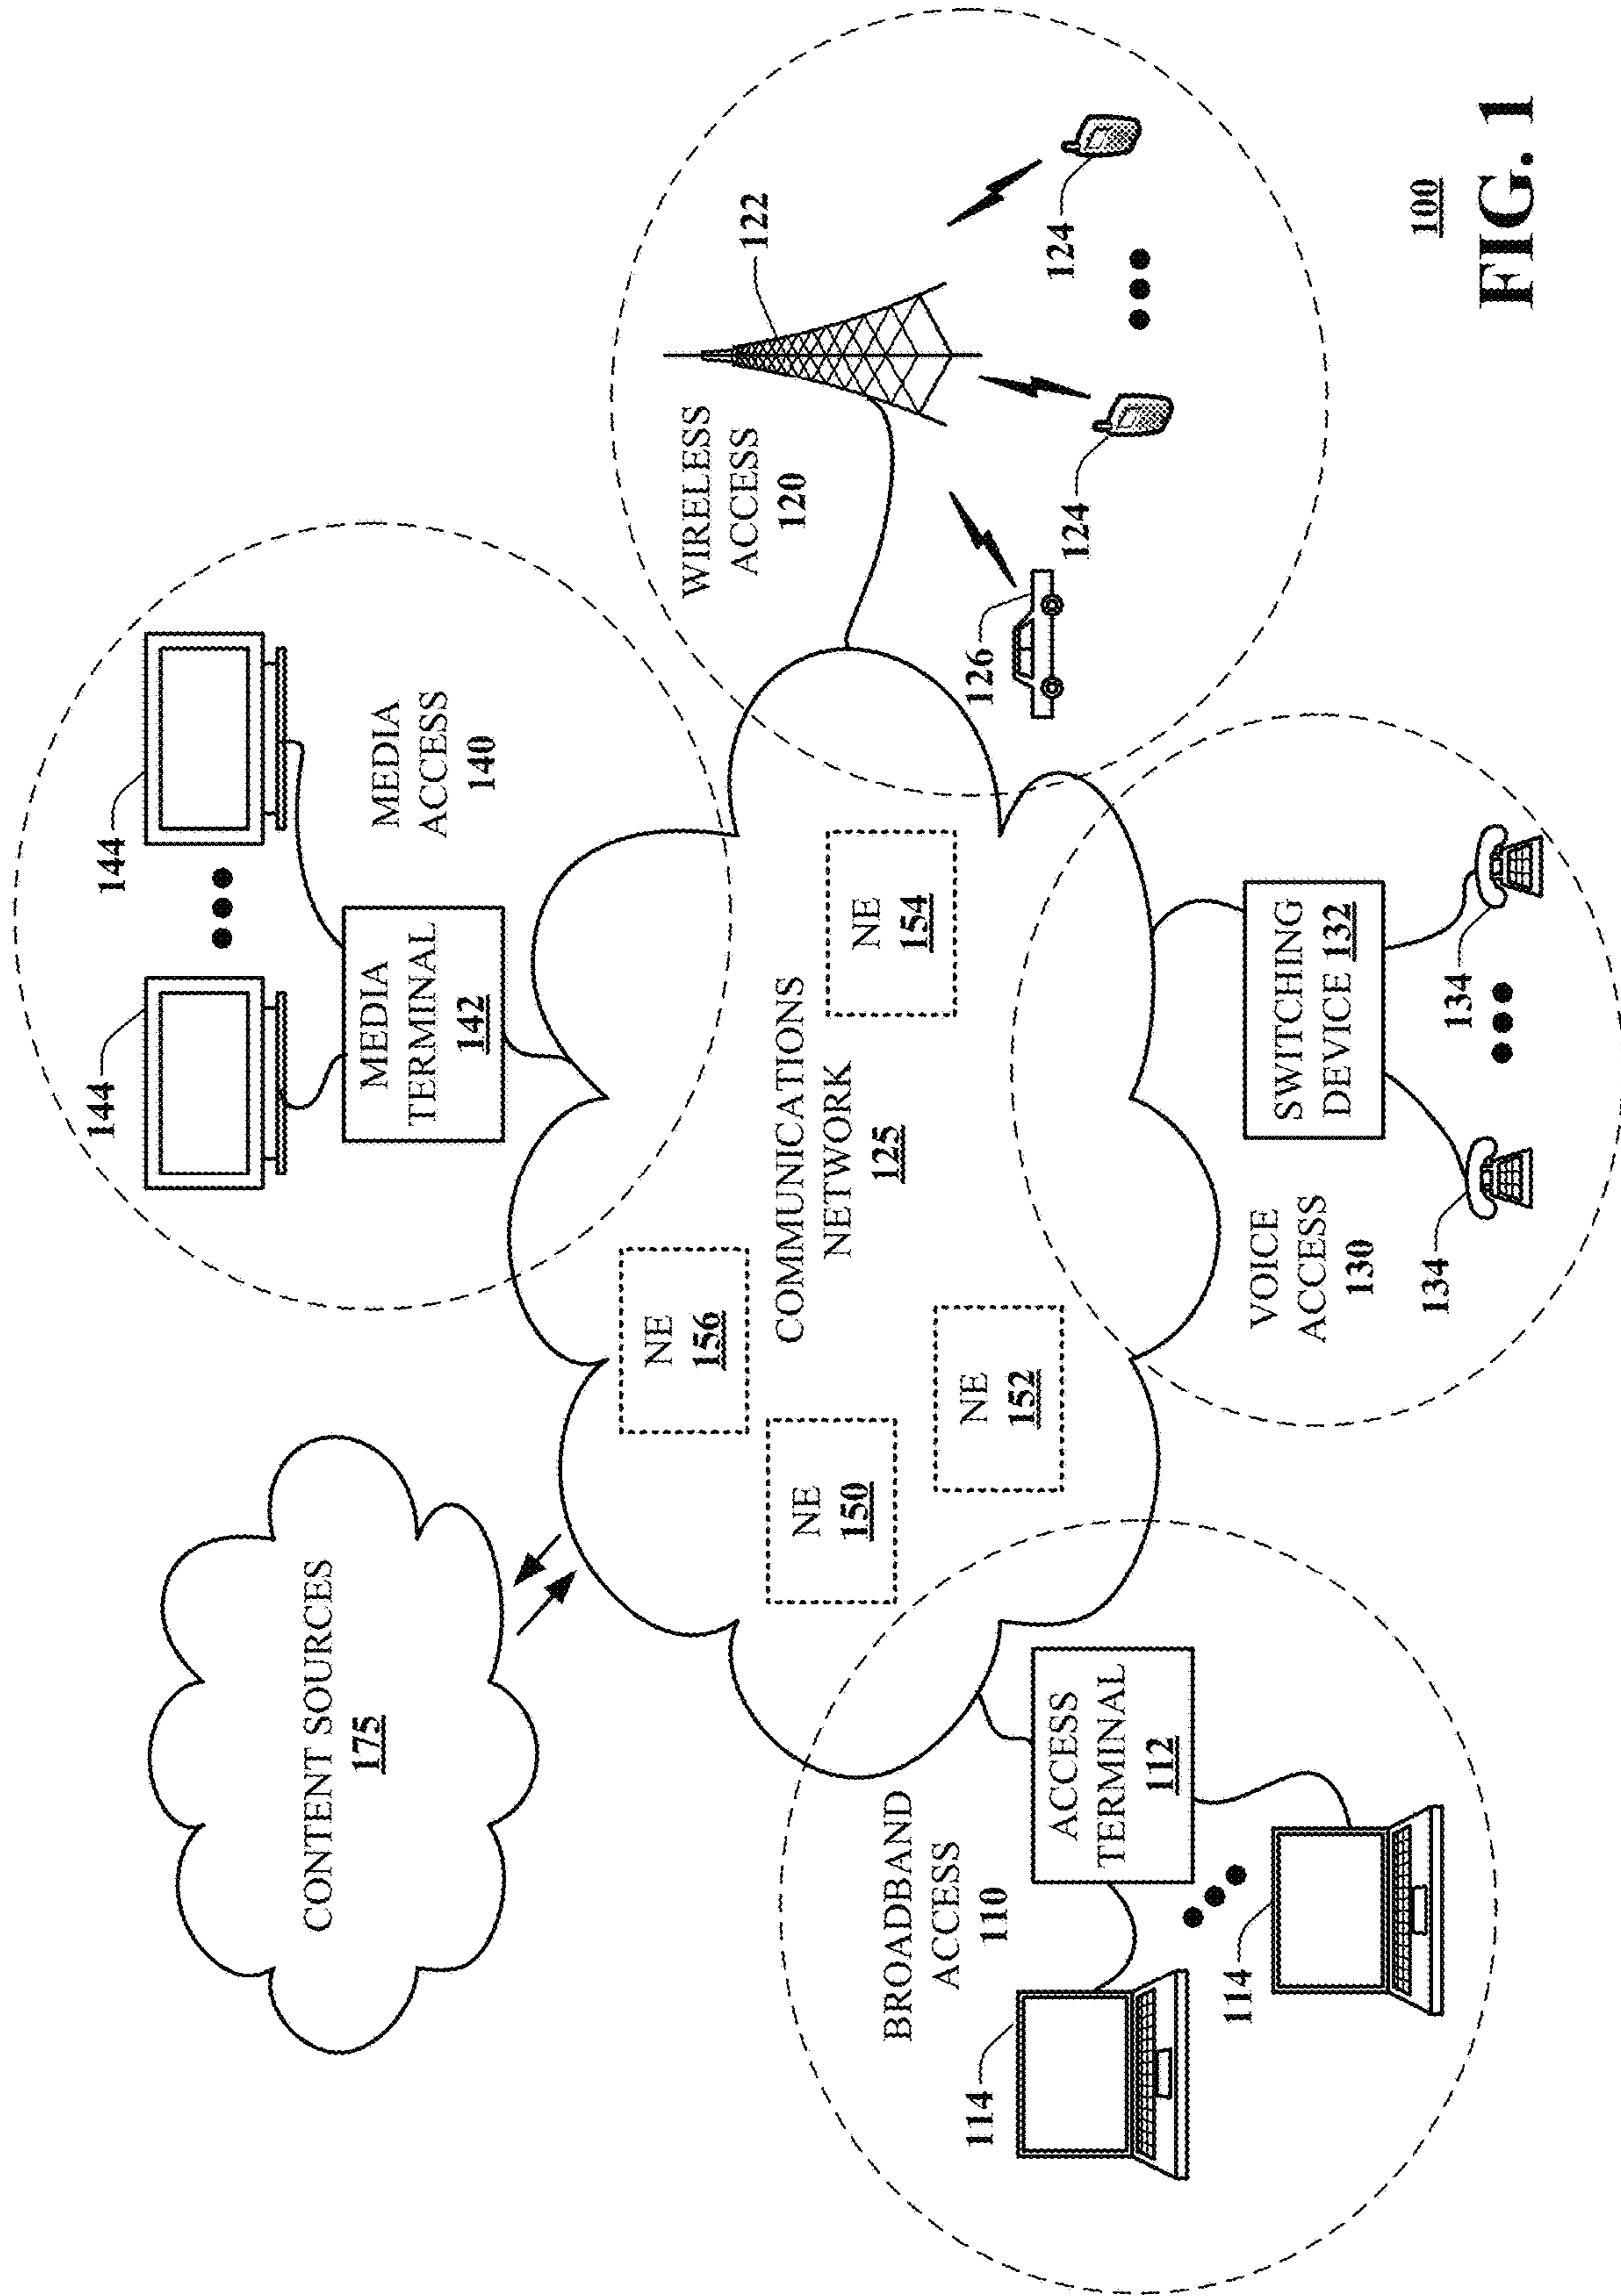 CONTENT SOURCES
175
144
144
MEDIA
TERMINAL
142
MEDIA
ACCESS
140
WIRELESS
ACCESS
120
122
124
124
126
COMMUNICATIONS
NETWORK
125
NE
156
NE
150
NE
152
NE
154
BROADBAND
ACCESS
110
ACCESS
TERMINAL
112
114
114
VOICE
ACCESS
130
SWITCHING
DEVICE 132
134
134
100
FIG. 1